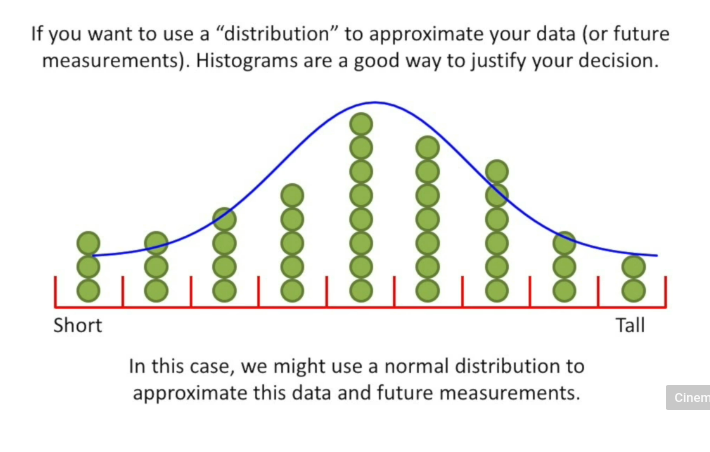 If you want to use a “distribution” to approximate your data (or future
measurements). Histograms are a good way to justify your decision.
Short
Tall
In this case, we might use a normal distribution to
approximate this data and future measurements.
Cinem